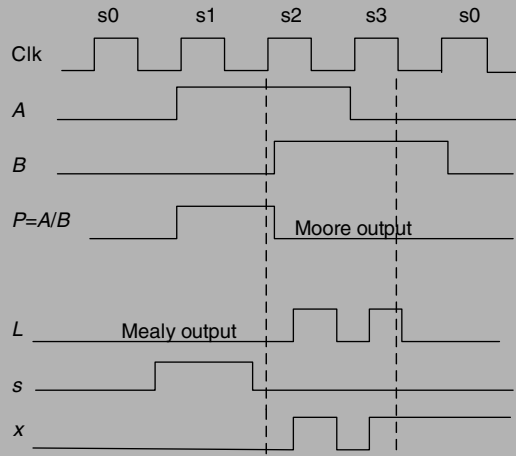 s0 s1 s2 s3 s0
Clk
A
B
P=A/B
Moore output
L
Mealy output
s
x